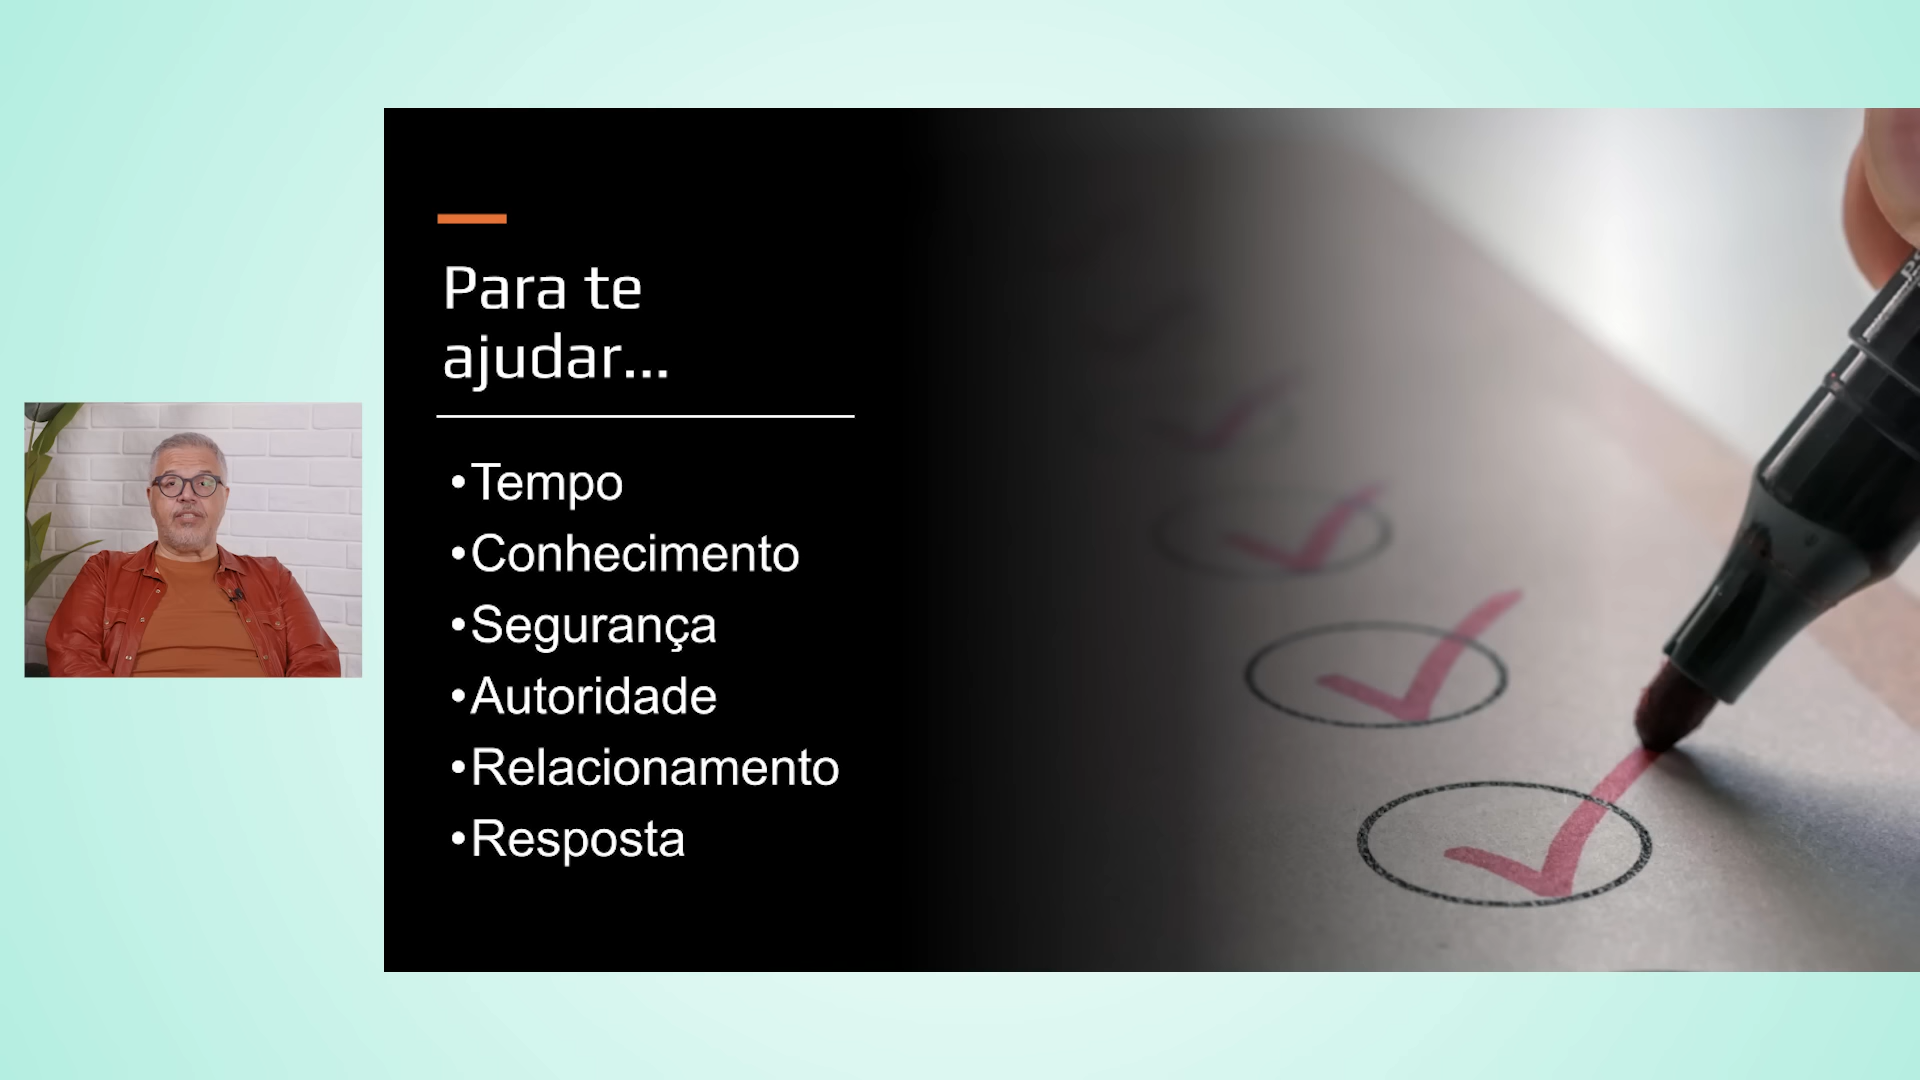 Para te
ajudar...
•Tempo
•Conhecimento
•Segurança
•Autoridade
•Relacionamento
•Resposta